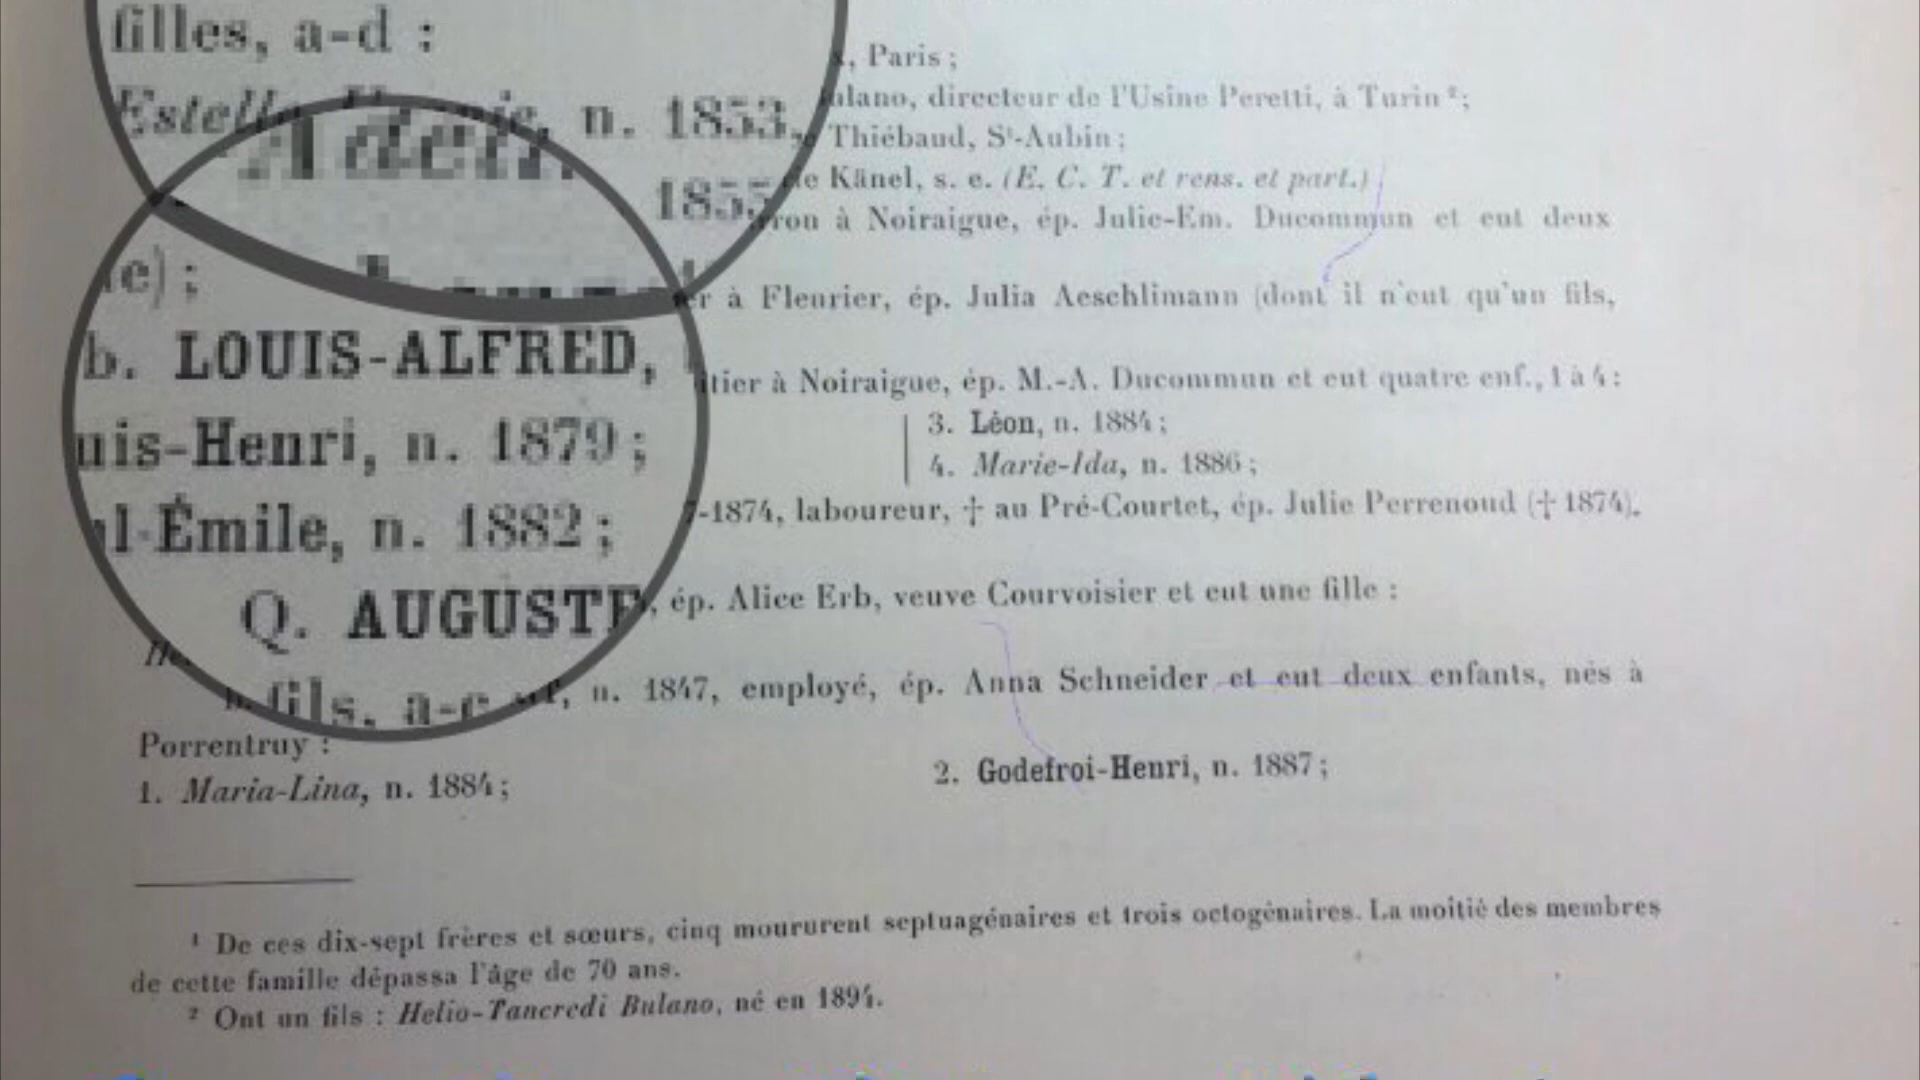 filles, a-d :
, Paris ;
Estella n. 1853,
ulano, directeur de l'Usine Peretti, à Turin ²;
Thiébaud, Sᵗ-Aubin ;
1855
de Känel, s. e. (E. C. T. et rens. et part.)
à Noiraigue, ép. Julie-Em. Ducommun et eut deux
er à Fleurier, ép. Julia Aeschlimann (dont il n'eut qu'un fils,
b. LOUIS-ALFRED,
tier à Noiraigue, ép. M.-A. Ducommun et eut quatre enf., 1 à 4 :
uis-Henri, n. 1879 ;
3. Léon, n. 1884 ;
4. Marie-Ida, n. 1886 ;
l-Émile, n. 1882 ;
7-1874, laboureur, † au Pré-Courtet, ép. Julie Perrenoud († 1874).
Q. AUGUSTE, ép. Alice Erb, veuve Courvoisier et eut une fille :
fils, a-c
n. 1847, employé, ép. Anna Schneider et eut deux enfants, nés à
Porrentruy :
1. Maria-Lina, n. 1884 ;
2. Godefroi-Henri, n. 1887 ;
¹ De ces dix-sept frères et sœurs, cinq moururent septuagénaires et trois octogénaires. La moitié des membres
de cette famille dépassa l'âge de 70 ans.
² Ont un fils : Helio-Tancredi Bulano, né en 1894.